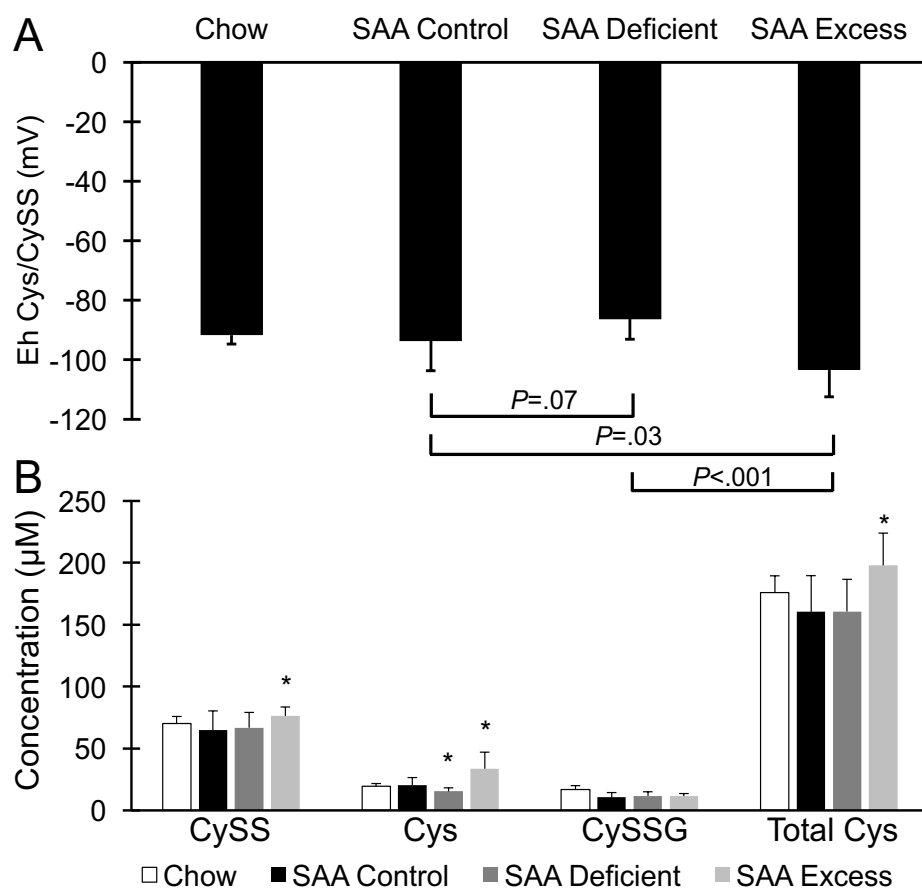 A
Chow SAA Control SAA Deficient SAA Excess
0
-20
-40
-60
-80
-100
-120
Eh Cys/CySS (mV)
P=.07
P=.03
P<.001
B
250
200
150
100
50
0
Concentration (µM)
*
*
*
*
CySS Cys CySSG Total Cys
Chow SAA Control SAA Deficient SAA Excess